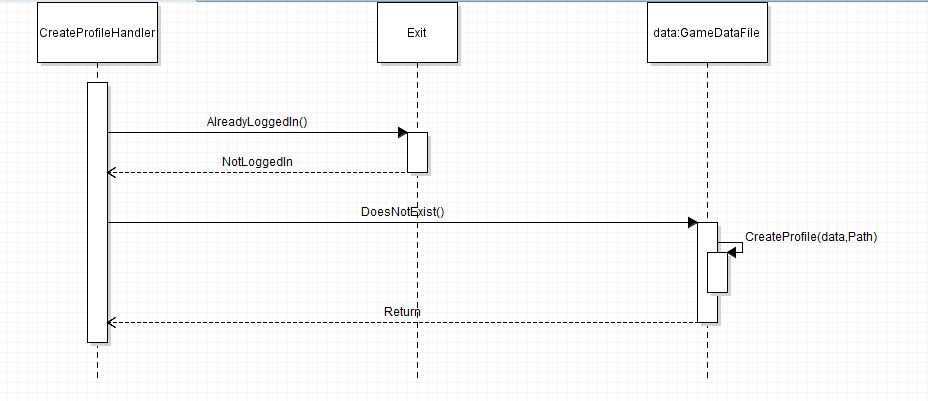 CreateProfileHandler
Exit
data:GameDataFile
AlreadyLoggedIn()
NotLoggedIn
DoesNotExist()
CreateProfile(data,Path)
Return